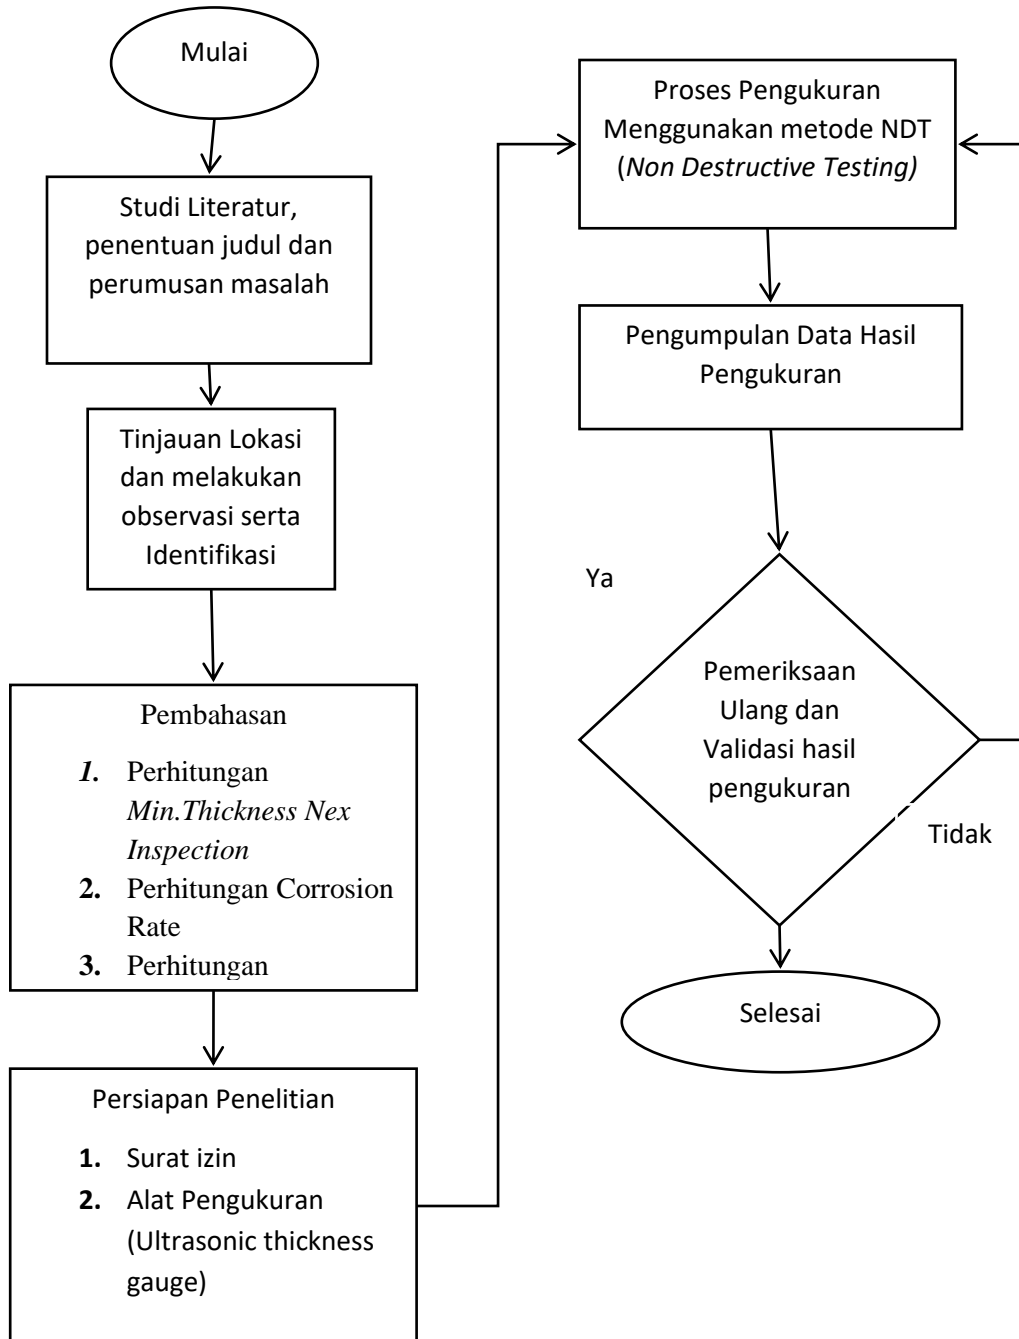 Mulai
Studi Literatur,
penentuan judul dan
perumusan masalah
Tinjauan Lokasi
dan melakukan
observasi serta
Identifikasi
Pembahasan
1. Perhitungan
Min.Thickness Nex
Inspection
2. Perhitungan Corrosion
Rate
3. Perhitungan
Persiapan Penelitian
1. Surat izin
2. Alat Pengukuran
(Ultrasonic thickness
gauge)
Proses Pengukuran
Menggunakan metode NDT
(Non Destructive Testing)
Pengumpulan Data Hasil
Pengukuran
Ya
Pemeriksaan
Ulang dan
Validasi hasil
pengukuran
Tidak
Selesai